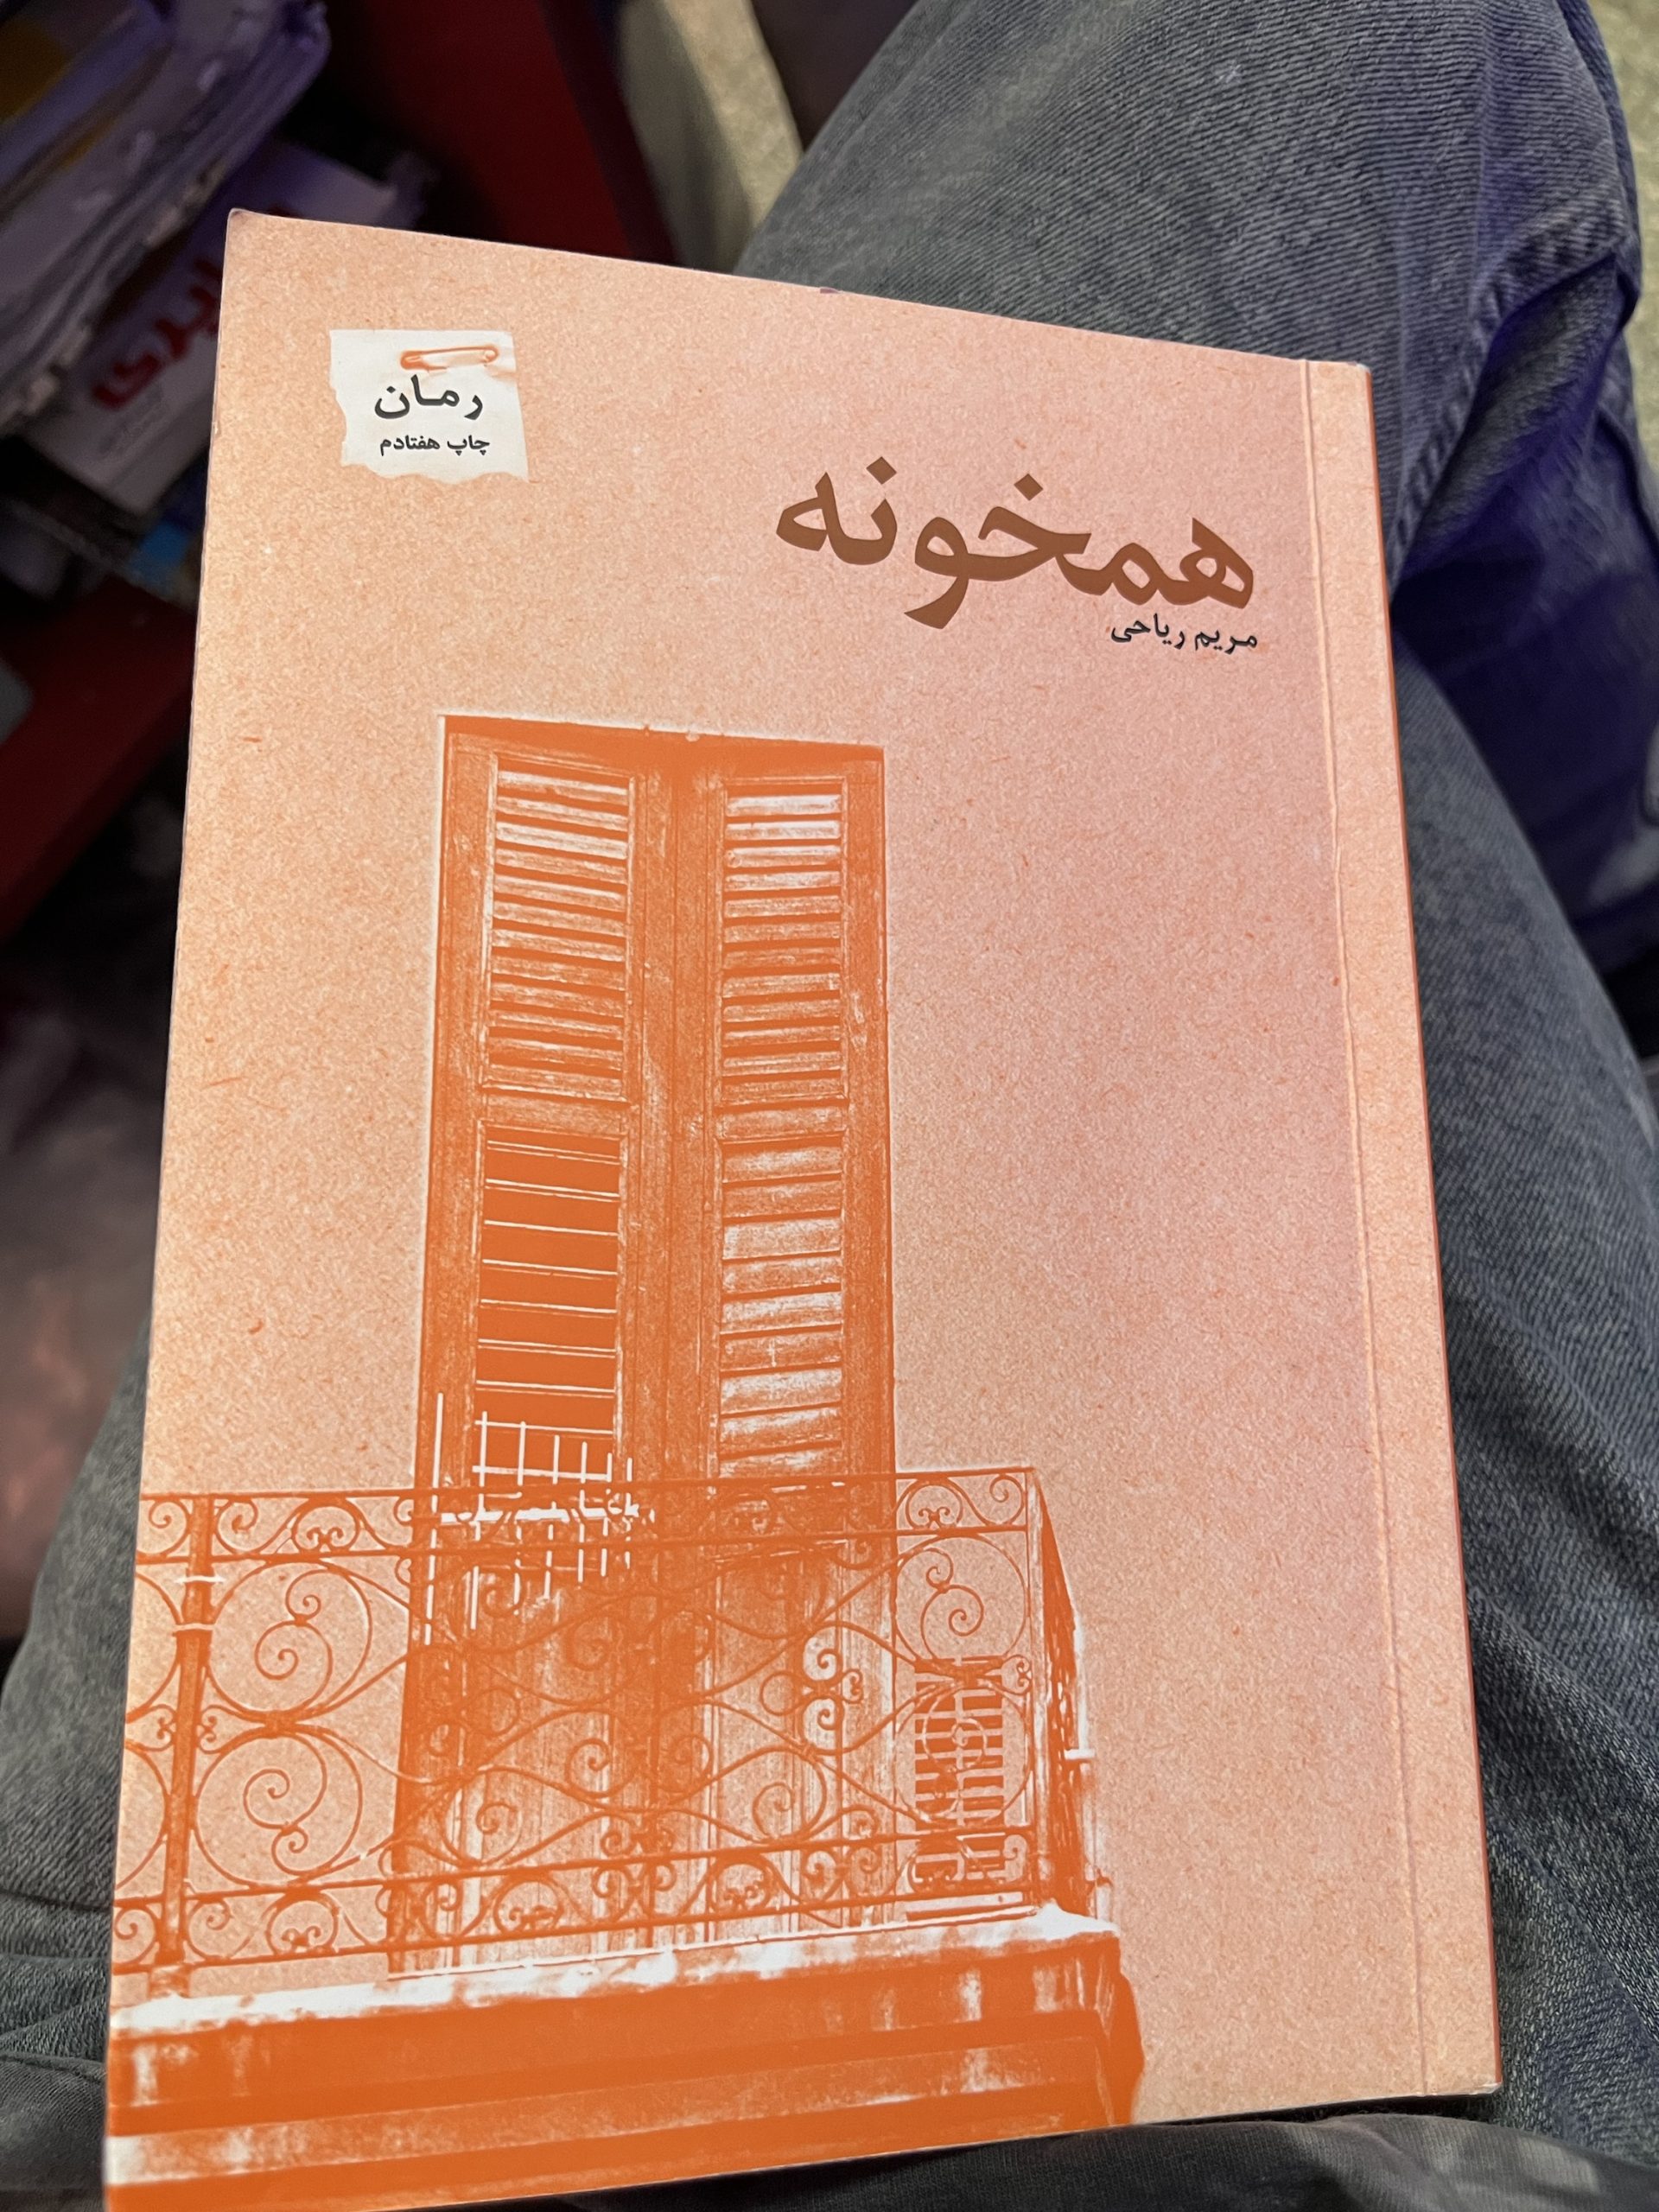 رمان
چاپ هفتادم
همخونه
مریم ریاحی